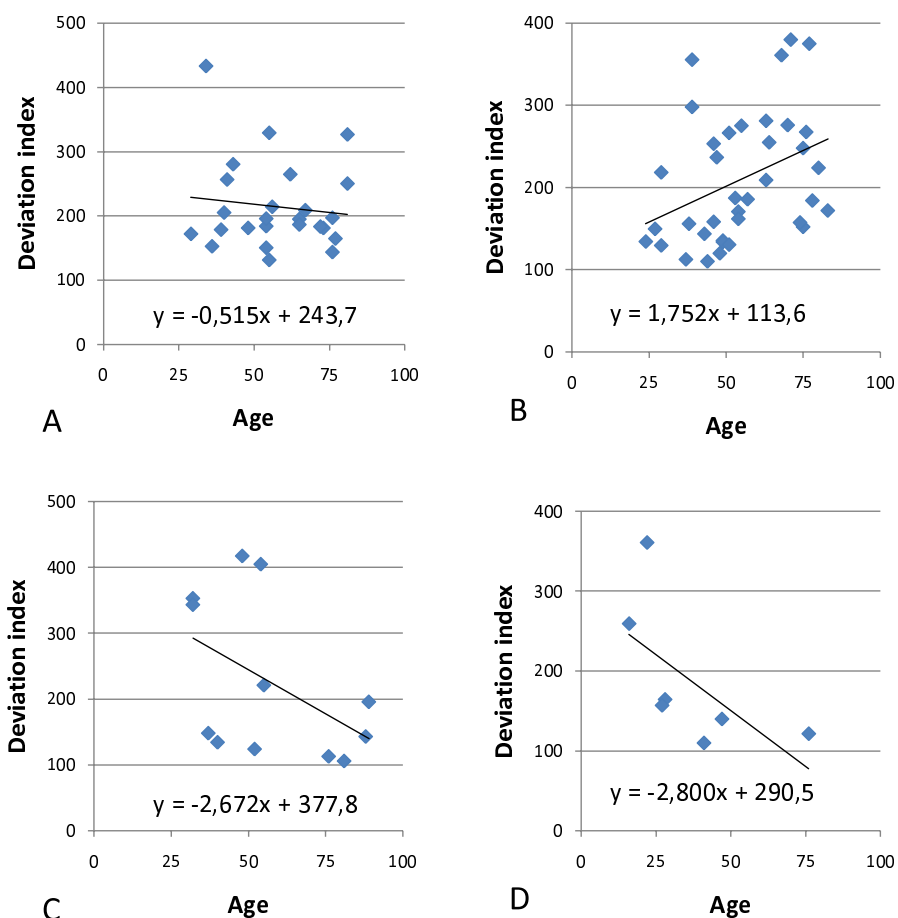 Deviation index
500
400
300
200
100
0
y = -0,515x + 243,7
0 25 50 75 100
Age
A
Deviation index
400
300
200
100
0
y = 1,752x + 113,6
0 25 50 75 100
Age
B
Deviation index
500
400
300
200
100
0
y = -2,672x + 377,8
0 25 50 75 100
Age
C
Deviation index
400
300
200
100
0
y = -2,800x + 290,5
0 25 50 75 100
Age
D